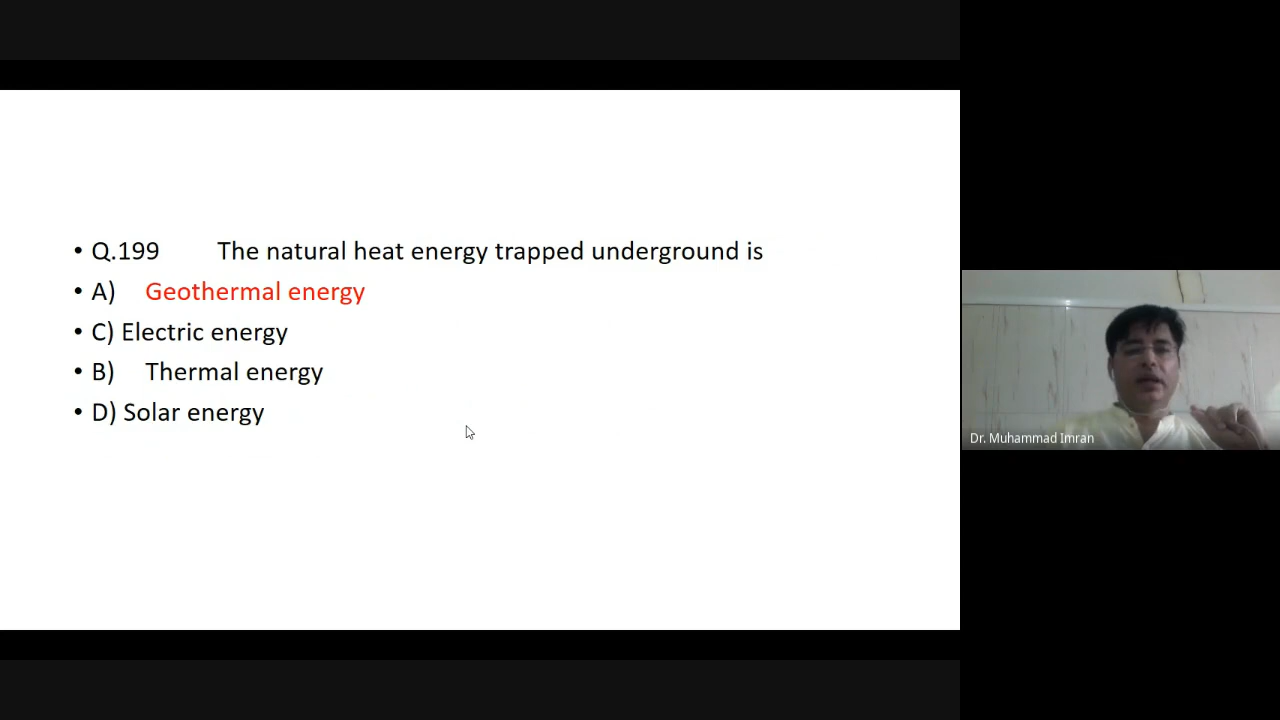 • Q.199 The natural heat energy trapped underground is
• A) Geothermal energy
• C) Electric energy
• B) Thermal energy
• D) Solar energy
Dr. Muhammad Imran